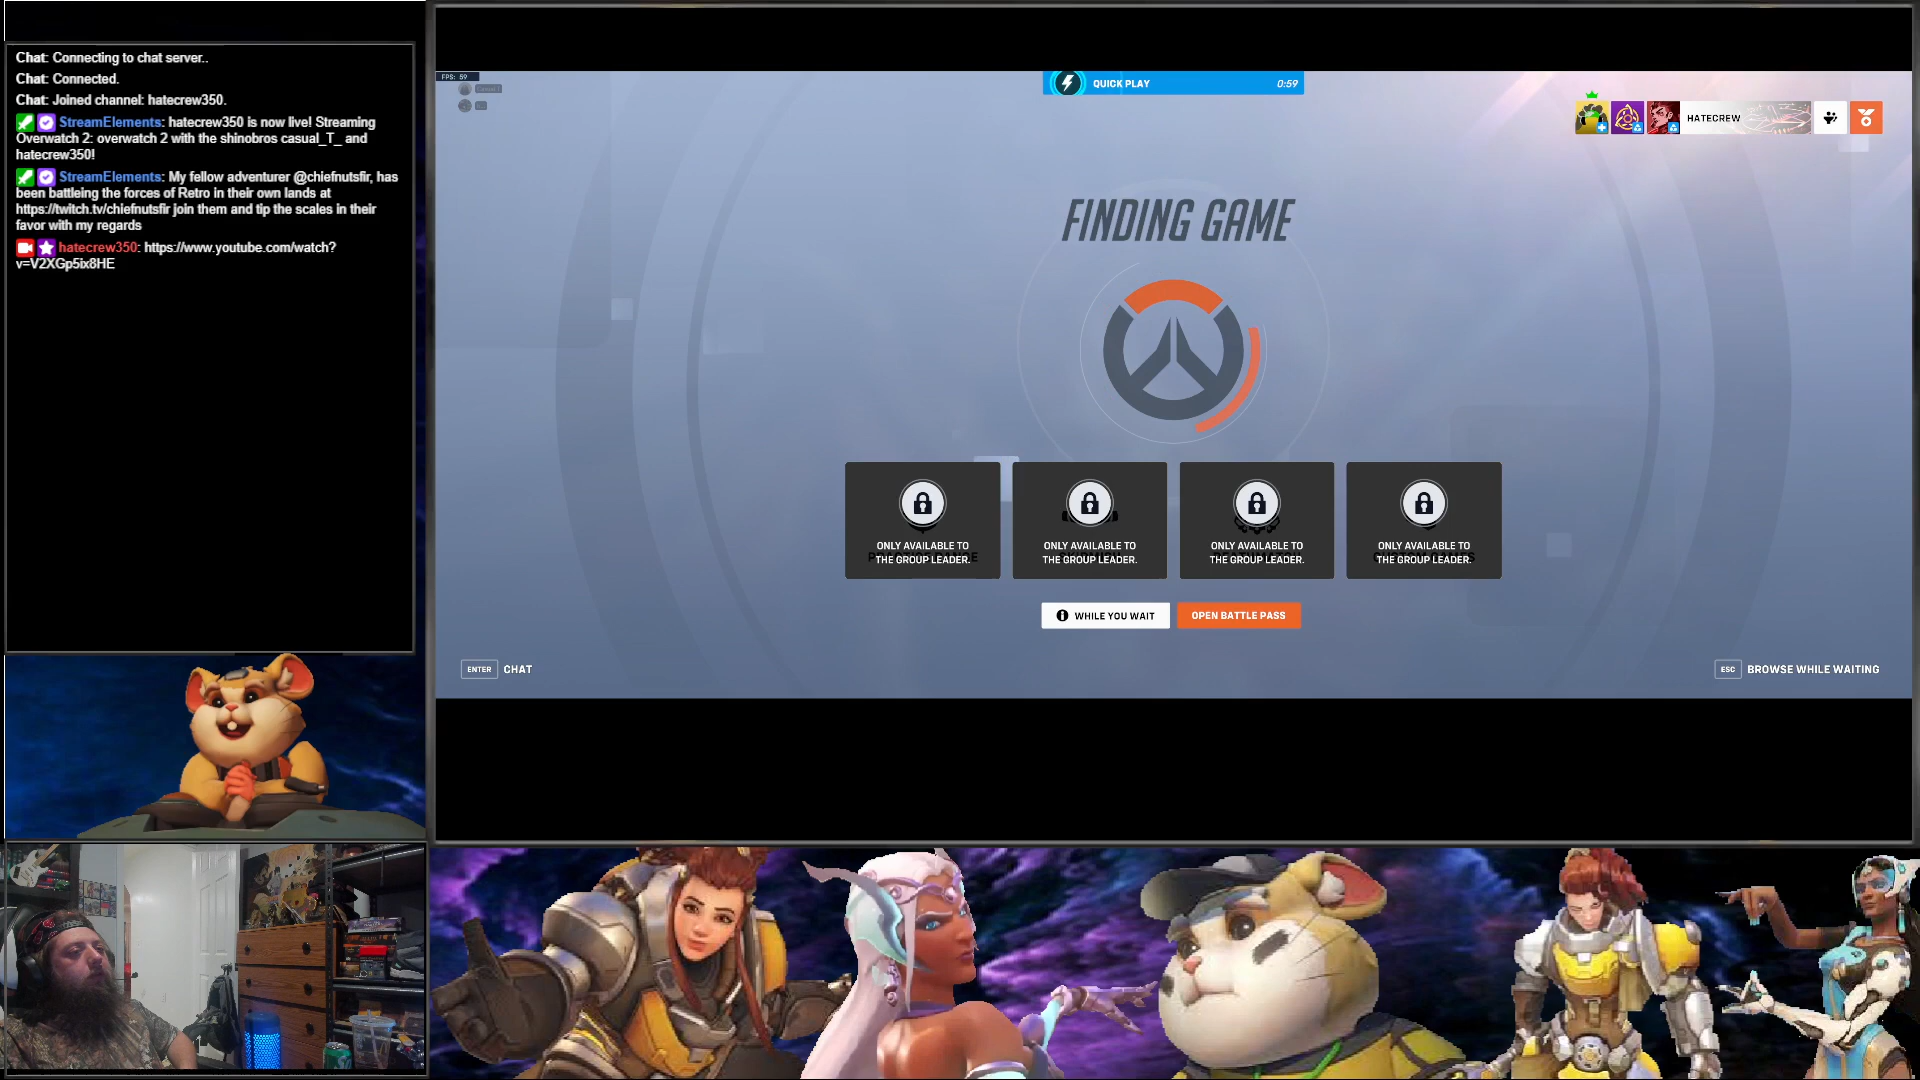 Chat: Connecting to chat server..
Chat: Connected.
Chat: Joined channel: hatecrew350.
StreamElements: hatecrew350 is now live! Streaming
Overwatch 2: overwatch 2 with the shinobros casual_T_ and
hatecrew350!
StreamElements: My fellow adventurer @chiefnutsfir, has
been battleing the forces of Retro in their own lands at
https://twitch.tv/chiefnutsfir join them and tip the scales in their
favor with my regards
hatecrew350: https://www.youtube.com/watch?
v=V2XGp5ix8HE
FPS: 59
QUICK PLAY 0:59
HATECREW
FINDING GAME
ONLY AVAILABLE TO
THE GROUP LEADER.
ONLY AVAILABLE TO
THE GROUP LEADER.
ONLY AVAILABLE TO
THE GROUP LEADER.
ONLY AVAILABLE TO
THE GROUP LEADER.
WHILE YOU WAIT
OPEN BATTLE PASS
ENTER CHAT
ESC BROWSE WHILE WAITING